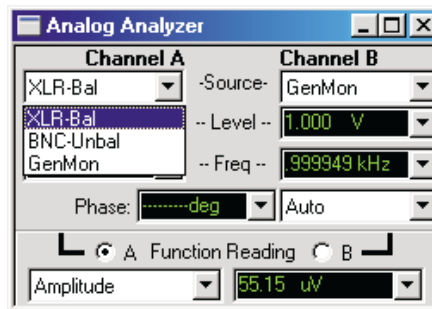 Analog Analyzer
Channel A Channel B
XLR-Bal -Source- GenMon
XLR-Bal -- Level -- 1.000 V
BNC-Unbal
GenMon -- Freq -- .999949 kHz
Phase: --------deg Auto
A Function Reading B
Amplitude 55.15 uV